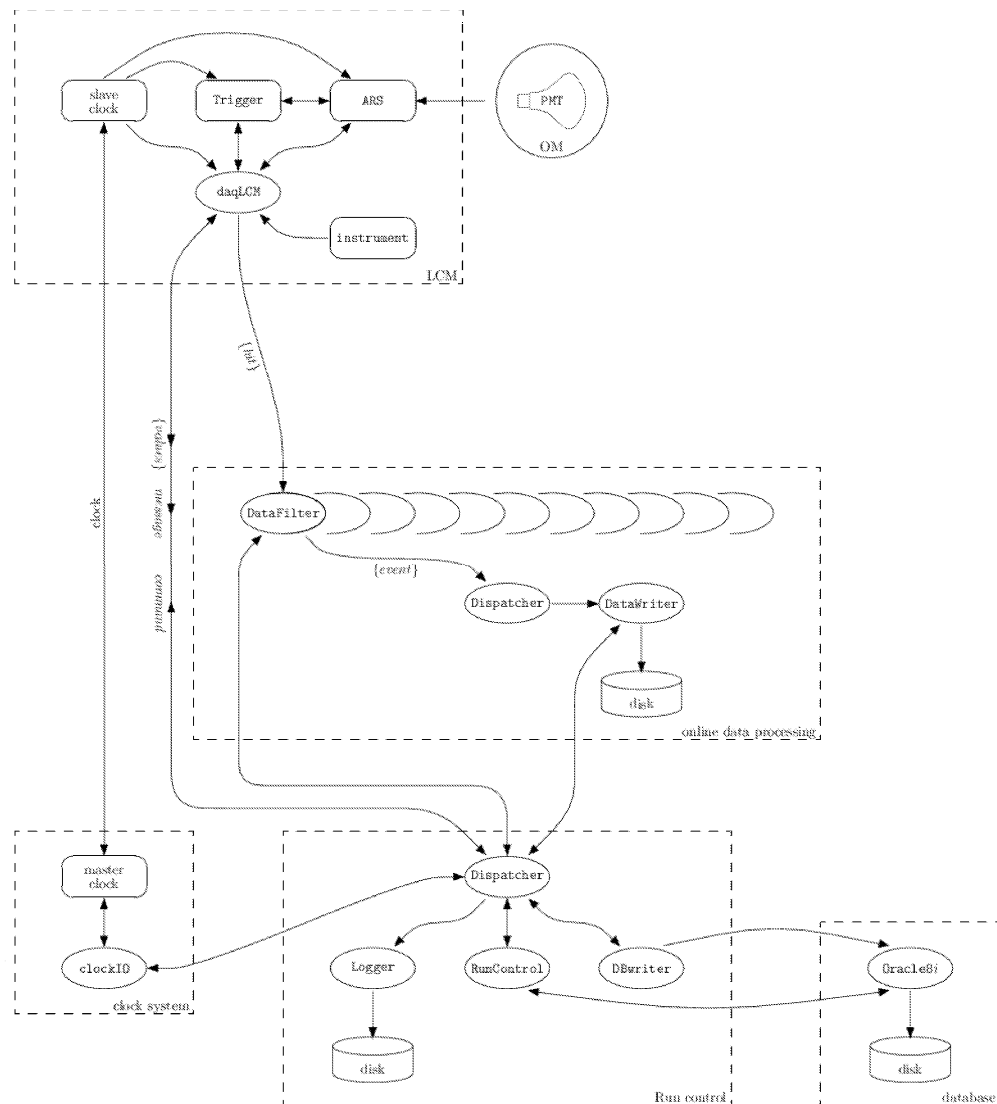 slave
clock
Trigger
ARS
PMT
OM
daqLCM
instrument
LCM
{hit}
{values}
message
command
clock
DataFilter
{event}
Dispatcher
DataWriter
disk
online data processing
master
clock
clockIO
clock system
Dispatcher
Logger
RunControl
DBwriter
disk
Run control
Oracle8i
disk
database